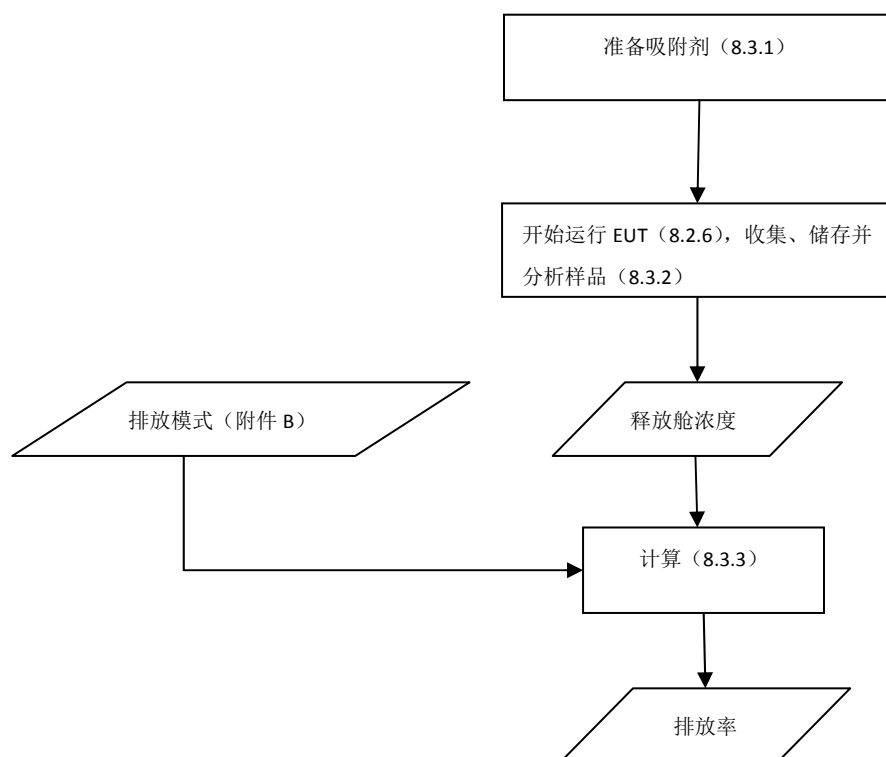 准备吸附剂（8.3.1）
开始运行 EUT（8.2.6），收集、储存并
分析样品（8.3.2）
排放模式（附件 B）
释放舱浓度
计算（8.3.3）
排放率